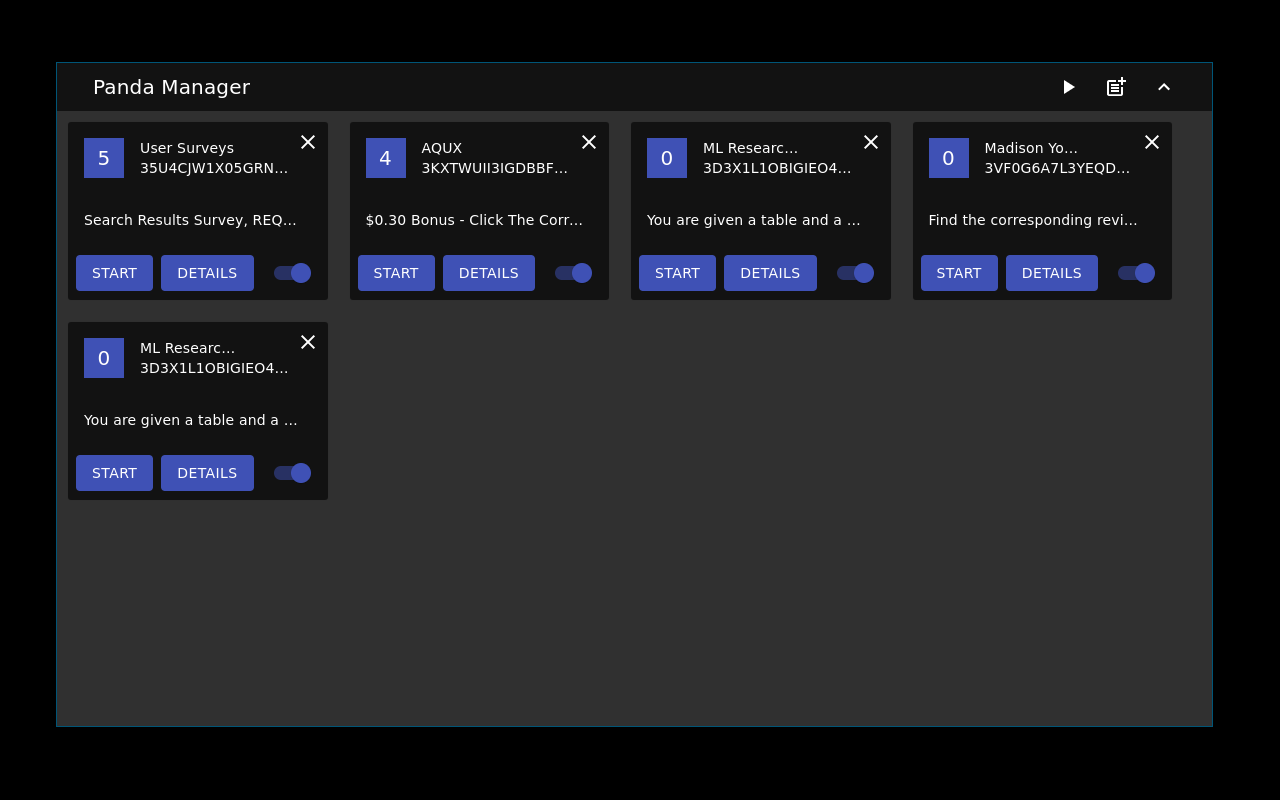 Panda Manager
5
User Surveys
35U4CJW1X05GRN...
Search Results Survey, REQ...
START
DETAILS
4
AQUX
3KXTWUII3IGDBBF...
$0.30 Bonus - Click The Corr...
START
DETAILS
0
ML Researc...
3D3X1L1OBIGIEO4...
You are given a table and a ...
START
DETAILS
0
Madison Yo...
3VF0G6A7L3YEQD...
Find the corresponding revi...
START
DETAILS
0
ML Researc...
3D3X1L1OBIGIEO4...
You are given a table and a ...
START
DETAILS